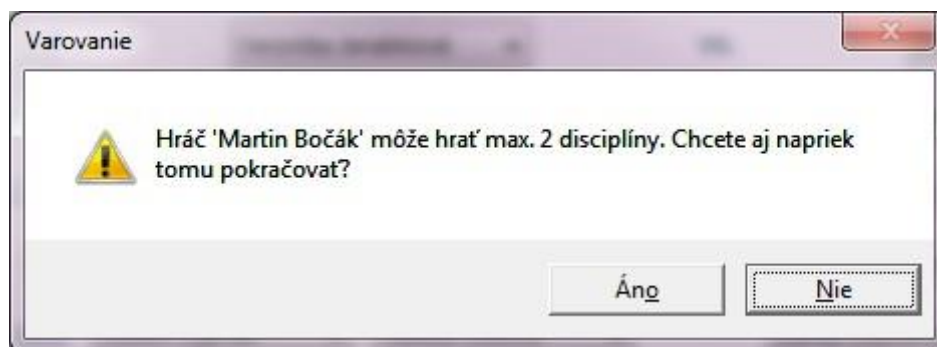 Varovanie
Hráč 'Martin Bočák' môže hrať max. 2 disciplíny. Chcete aj napriek
tomu pokračovať?
Áno
Nie